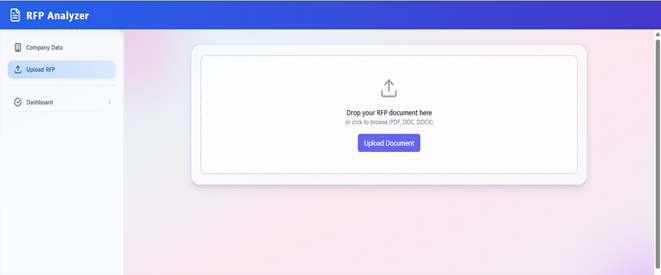 RFP Analyzer
Company Data
Upload RFP
Dashboard
Drop your RFP document here
or click to browse (PDF, DOC, DOCX)
Upload Document